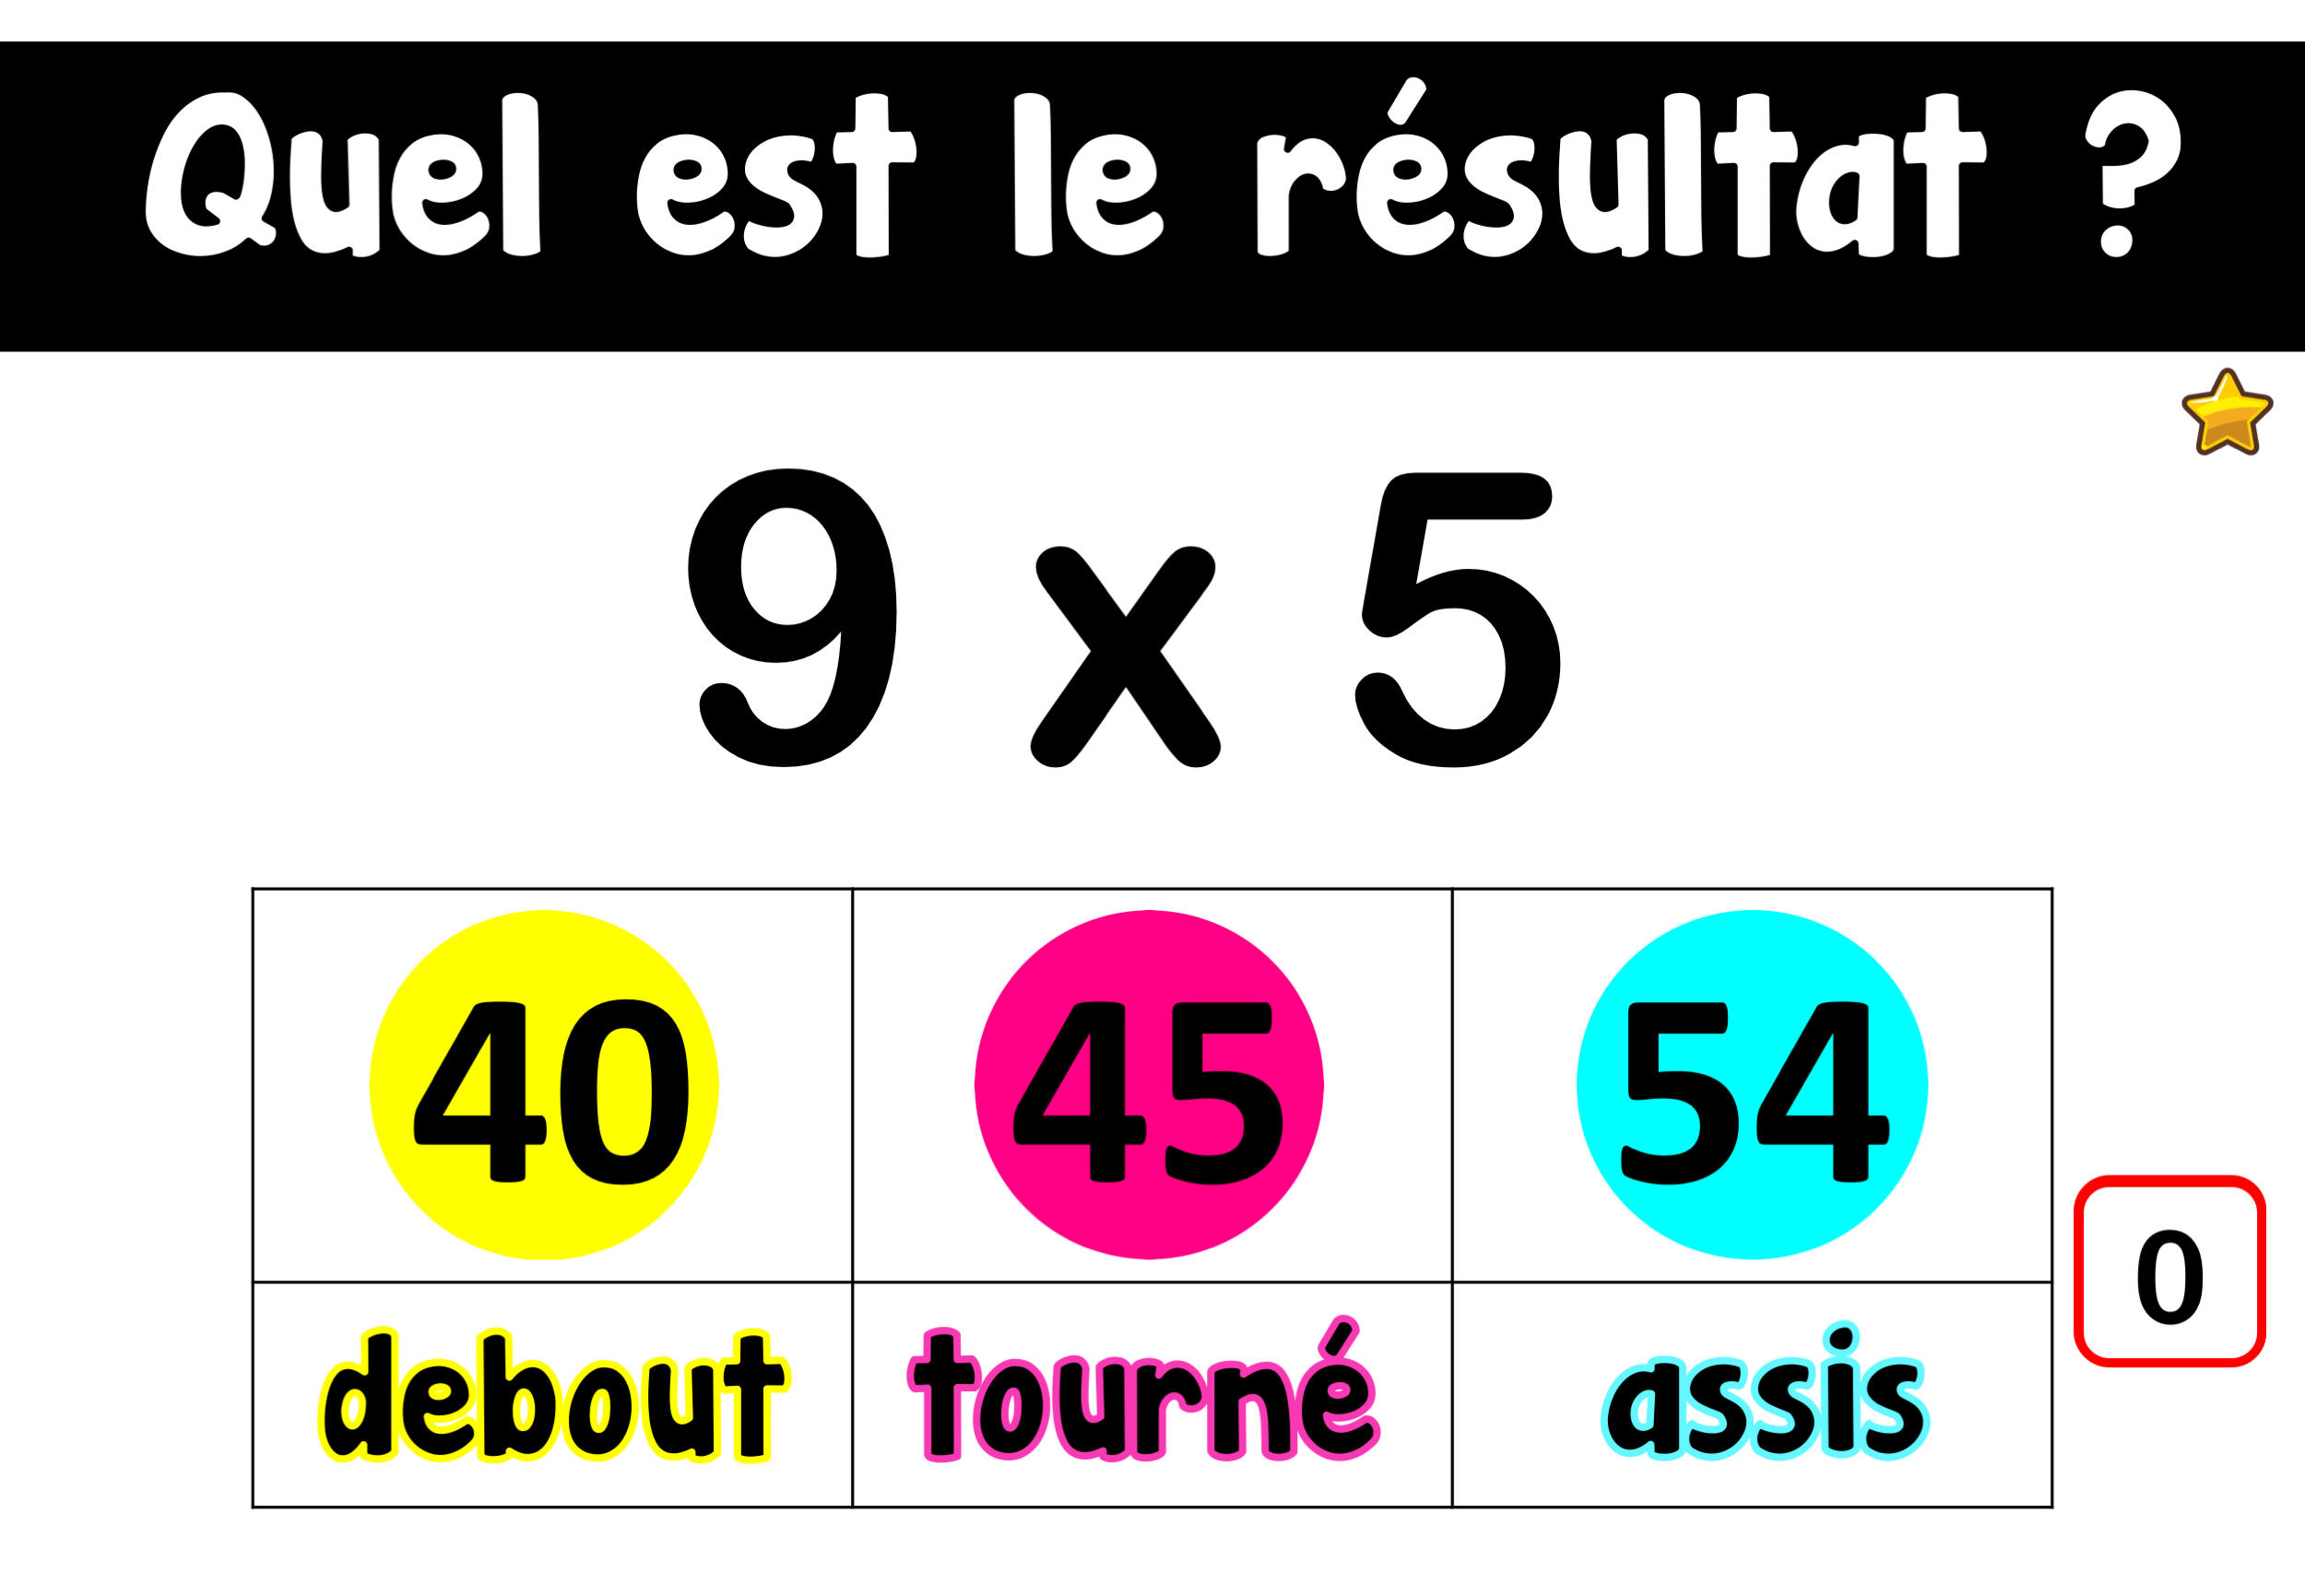 Quel est le résultat ?
9 x 5
40 45 54
0
debout tourné assis